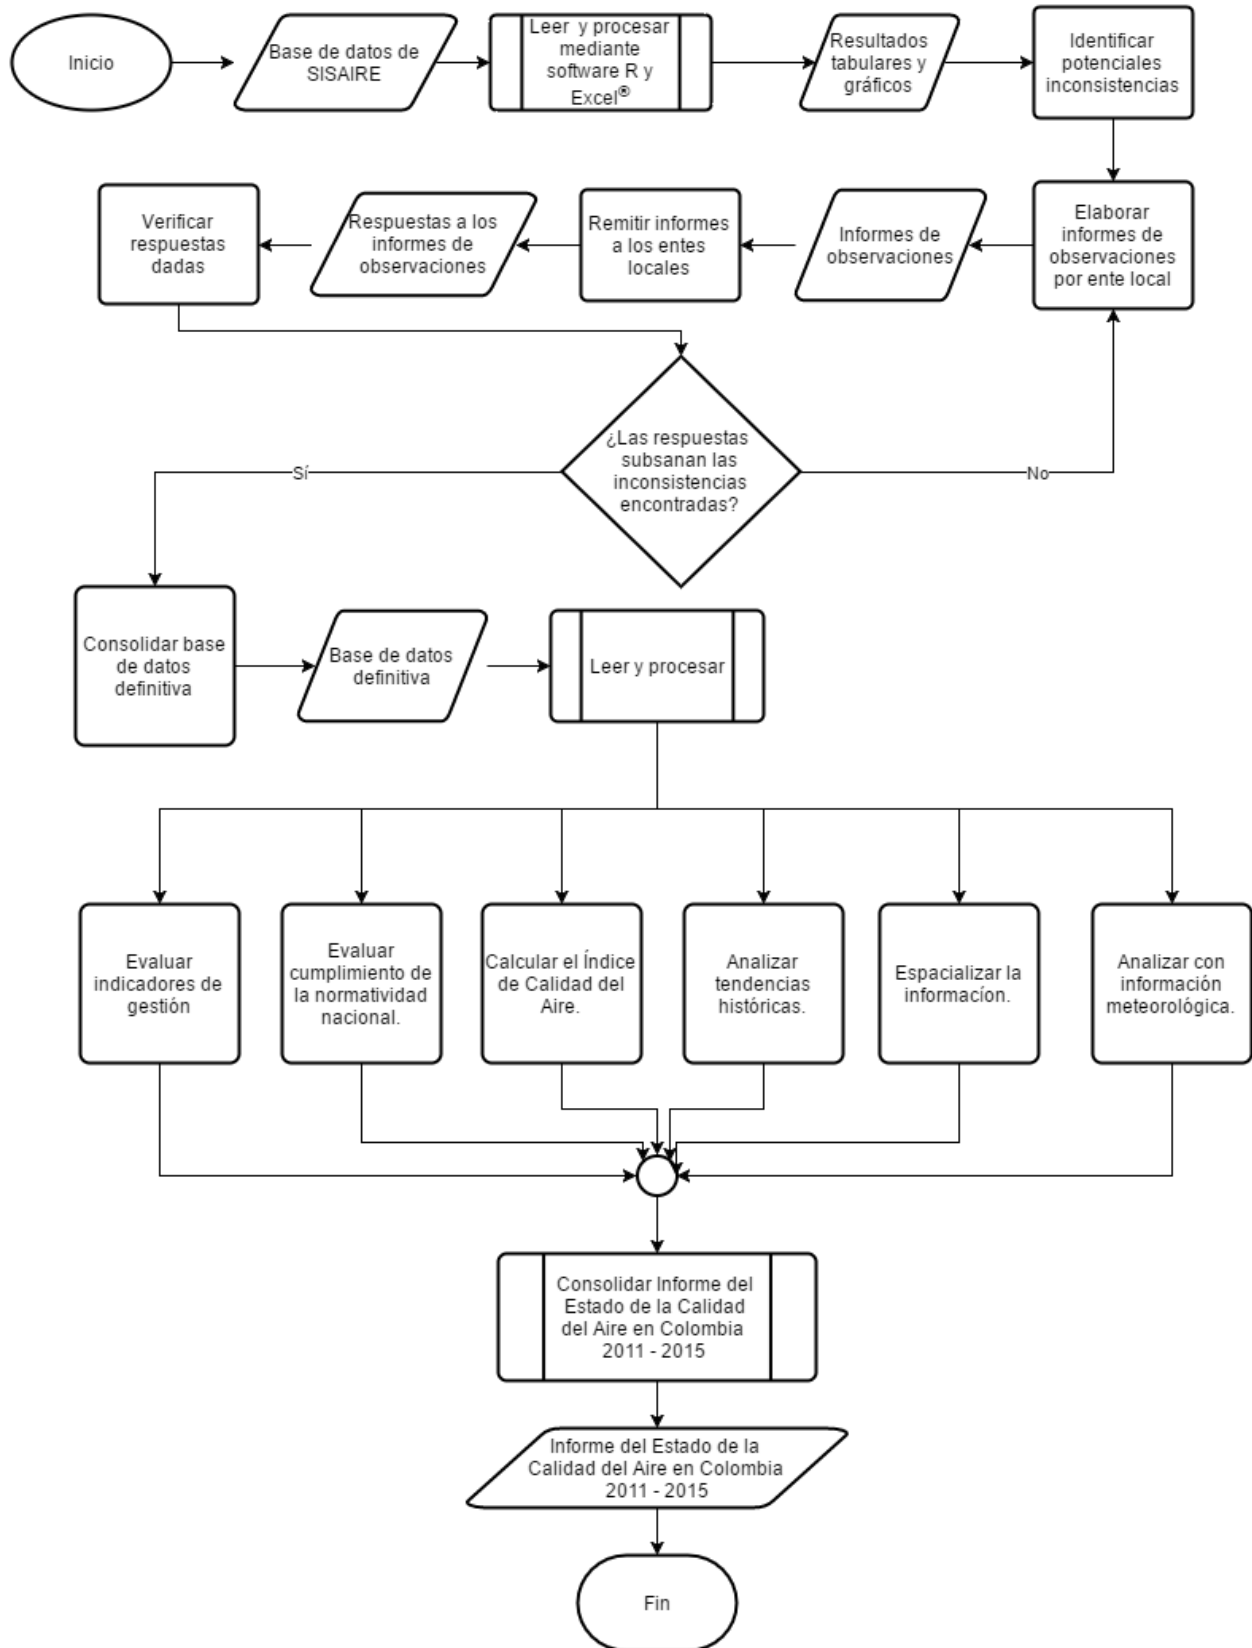 Inicio
Base de datos de
SISAIRE
Leer y procesar
mediante
software R y
Excel®
Resultados
tabulares y
gráficos
Identificar
potenciales
inconsistencias
Elaborar
informes de
observaciones
por ente local
Informes de
observaciones
Remitir informes
a los entes
locales
Respuestas a los
informes de
observaciones
Verificar
respuestas
dadas
¿Las respuestas
subsanan las
inconsistencias
encontradas?
Sí
No
Consolidar base
de datos
definitiva
Base de datos
definitiva
Leer y procesar
Evaluar
indicadores de
gestión
Evaluar
cumplimiento de
la normatividad
nacional.
Calcular el Índice
de Calidad del
Aire.
Analizar
tendencias
históricas.
Espacializar la
informacíon.
Analizar con
información
meteorológica.
Consolidar Informe del
Estado de la Calidad
del Aire en Colombia
2011 - 2015
Informe del Estado de la
Calidad del Aire en Colombia
2011 - 2015
Fin